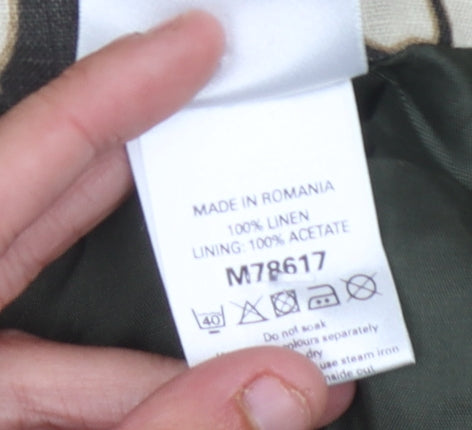 MADE IN ROMANIA
100% LINEN
LINING: 100% ACETATE
M78617
40
Do not soak
colours separately
dry
use steam iron
inside out